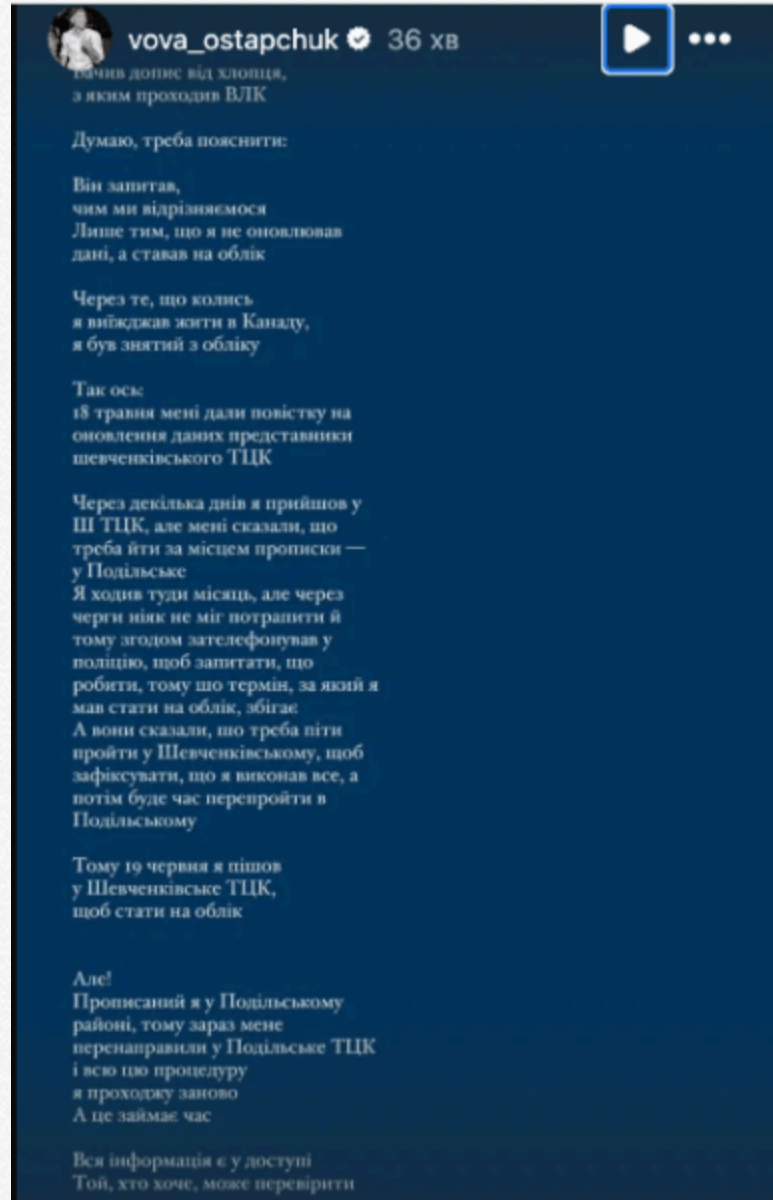 vova_ostapchuk 36 хв
Бачив допис від хлопця,
з яким проходив ВЛК
Думаю, треба пояснити:
Він запитав,
чим ми відрізняємося
Лише тим, що я не оновлював
дані, а ставав на облік
Через те, що колись
я виїжджав жити в Канаду,
я був знятий з обліку
Так ось:
18 травня мені дали повістку на
оновлення даних представники
шевченківського ТЦК
Через декілька днів я прийшов у
Ш ТЦК, але мені сказали, що
треба йти за місцем прописки —
у Подільське
Я ходив туди місяць, але через
черги ніяк не міг потрапити й
тому згодом зателефонував у
поліцію, щоб запитати, що
робити, тому шо термін, за який я
мав стати на облік, збігає
А вони сказали, шо треба піти
пройти у Шевченківському, щоб
зафіксувати, що я виконав все, а
потім буде час перепройти в
Подільському
Тому 19 червня я пішов
у Шевченківське ТЦК,
щоб стати на облік
Але!
Прописаний я у Подільському
районі, тому зараз мене
перенаправили у Подільське ТЦК
і всю цю процедуру
я проходжу заново
А це займає час
Вся інформація є у доступі
Той, хто хоче, може перевірити